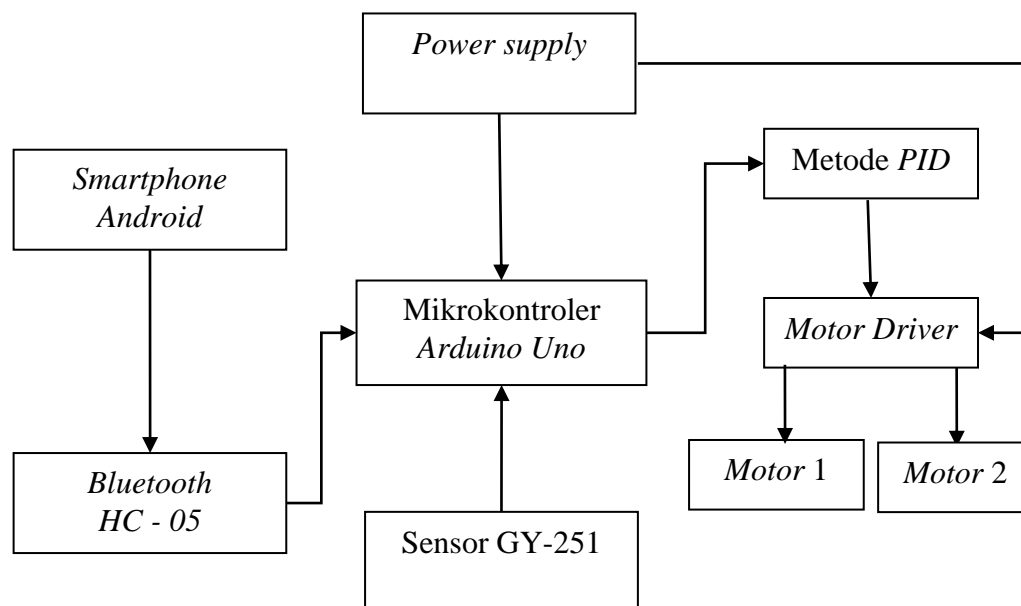 Power supply
Smartphone
Android
Metode PID
Mikrokontroler
Arduino Uno
Motor Driver
Bluetooth
HC - 05
Motor 1
Motor 2
Sensor GY-251